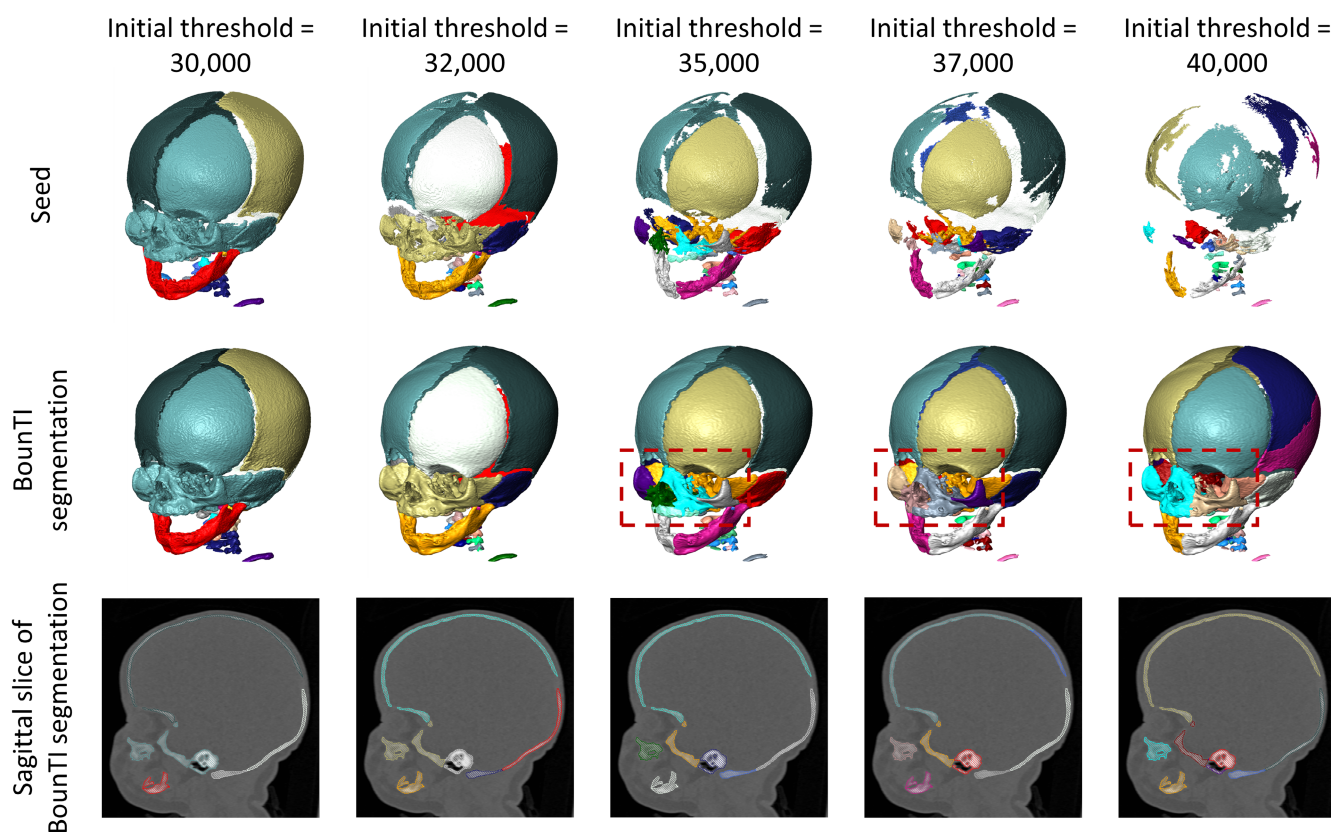 Initial threshold =
30,000
Initial threshold =
32,000
Initial threshold =
35,000
Initial threshold =
37,000
Initial threshold =
40,000
Seed
BounTI
segmentation
Sagittal slice of
BounTI segmentation